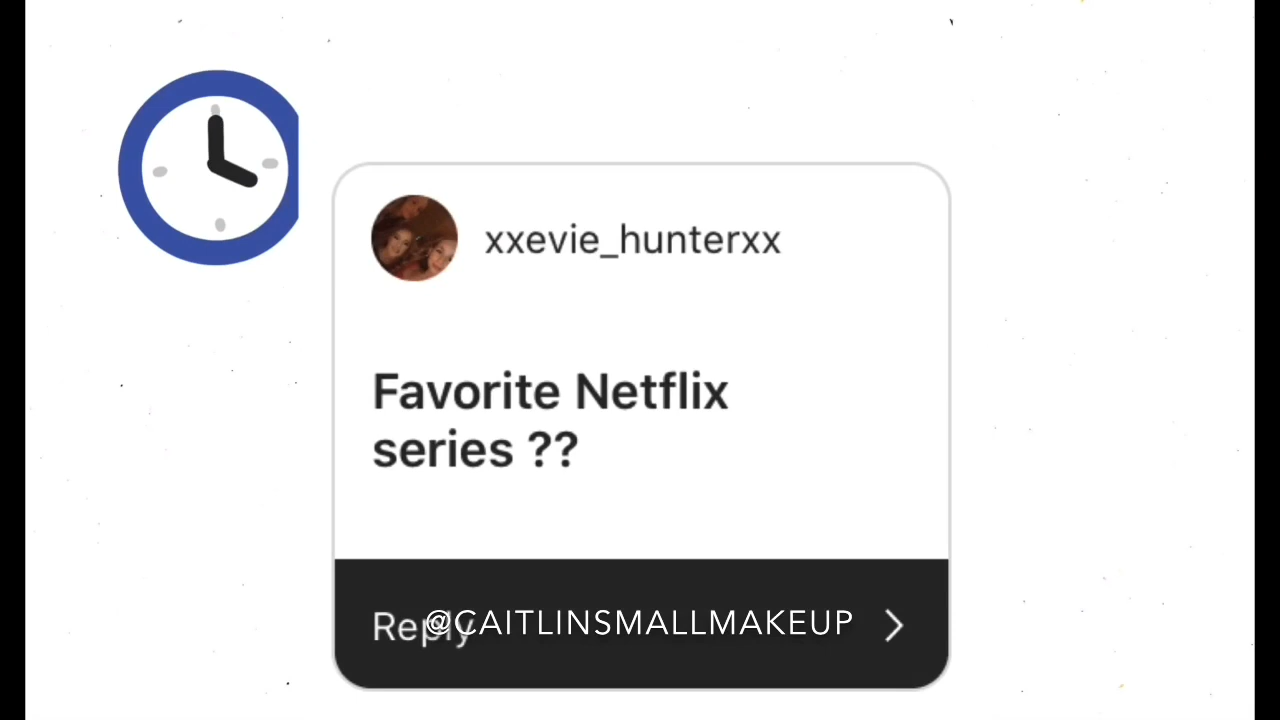 xxevie_hunterxx
Favorite Netflix
series ??
Reply
@CAITLINSMALLMAKEUP